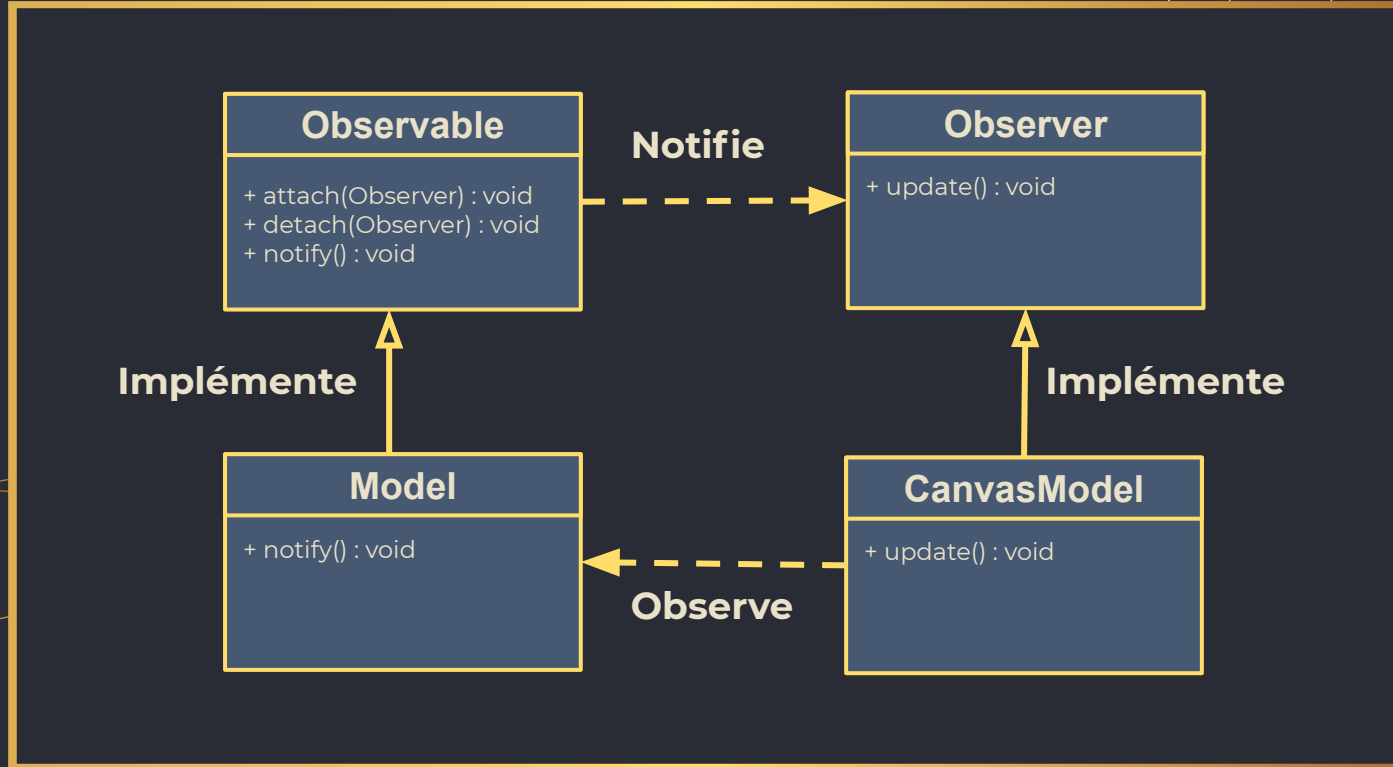 Observable
+ attach(Observer) : void
+ detach(Observer) : void
+ notify() : void
Notifie
Observer
+ update() : void
Implémente
Implémente
Model
+ notify() : void
Observe
CanvasModel
+ update() : void